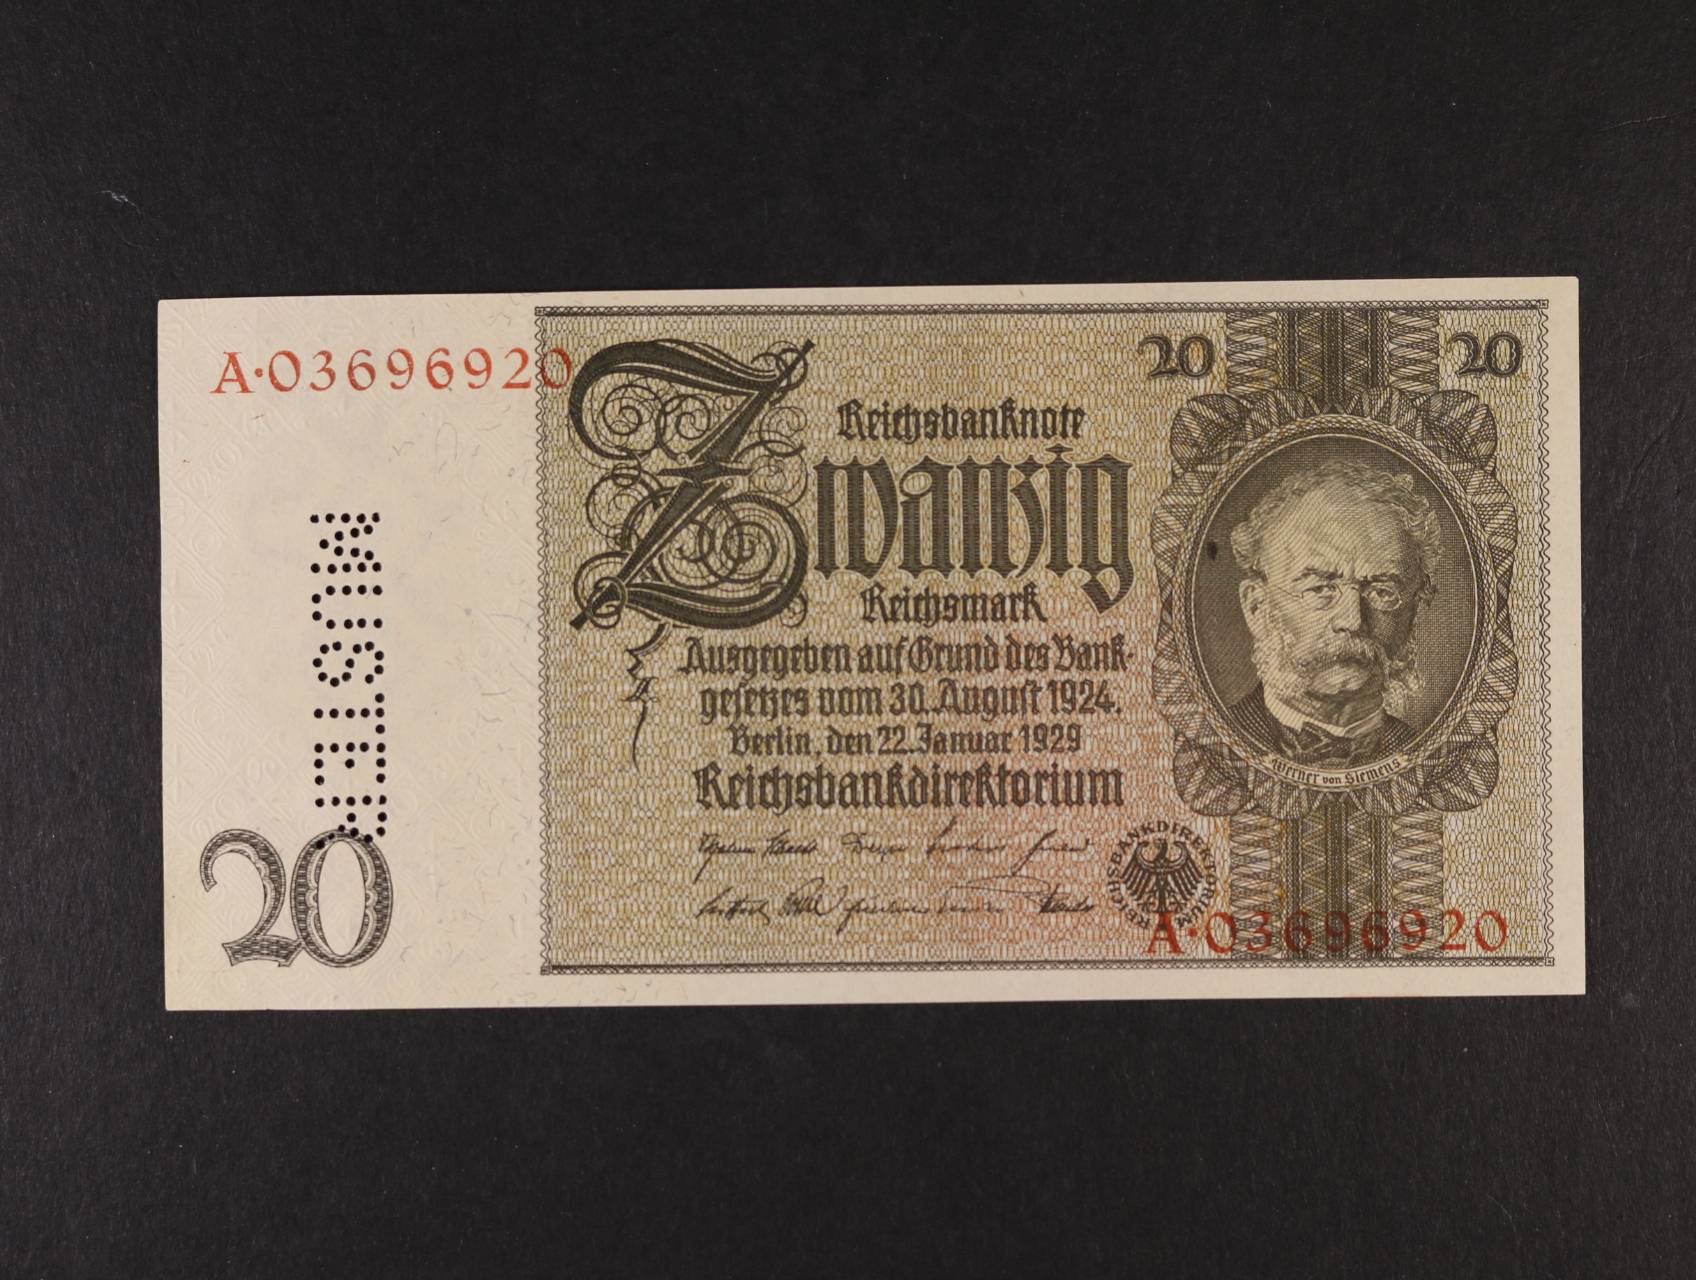 A·03696920
20
20
Reichsbanknote
Zwanzig
Reichsmark
Ausgegeben auf Grund des Bank-
gesetzes vom 30. August 1924.
Berlin, den 22. Januar 1929
Reichsbankdirektorium
Werner von Siemens
REICHSBANKDIREKTORIUM
MUSTER
20
A·03696920